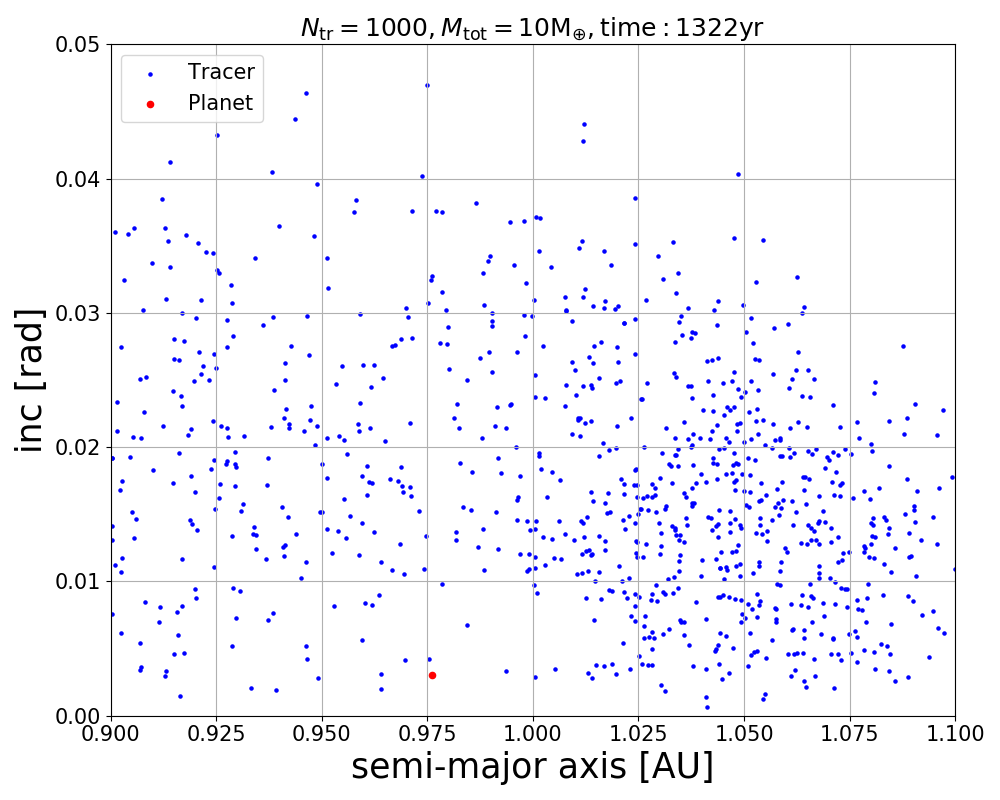 N_tr = 1000, M_tot = 10M_⊕, time : 1322yr
Tracer
Planet
0.05
0.04
0.03
0.02
0.01
0.00
inc [rad]
0.900 0.925 0.950 0.975 1.000 1.025 1.050 1.075 1.100
semi-major axis [AU]